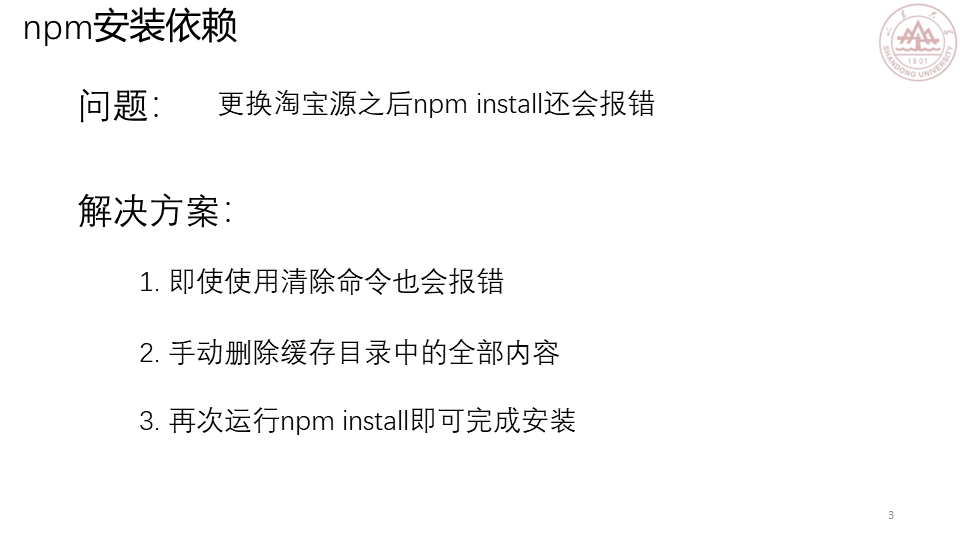 npm安装依赖
问题：
更换淘宝源之后npm install还会报错
解决方案：
1. 即使使用清除命令也会报错
2. 手动删除缓存目录中的全部内容
3. 再次运行npm install即可完成安装
1901
SHANDONG UNIVERSITY
3